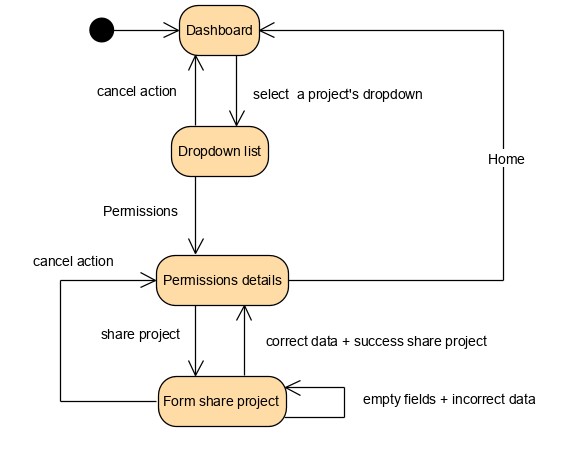 Dashboard
cancel action
select  a project's dropdown
Dropdown list
Home
Permissions
cancel action
Permissions details
share project
correct data + success share project
Form share project
empty fields + incorrect data